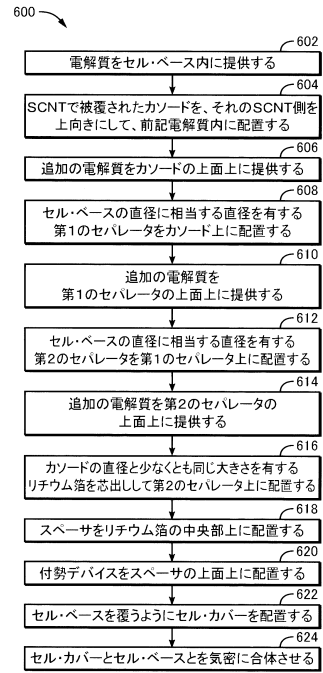 600
602
電解質をセル・ベース内に提供する
604
SCNTで被覆されたカソードを、それのSCNT側を
上向きにして、前記電解質内に配置する
606
追加の電解質をカソードの上面上に提供する
608
セル・ベースの直径に相当する直径を有する
第1のセパレータをカソード上に配置する
610
追加の電解質を
第1のセパレータの上面上に提供する
612
セル・ベースの直径に相当する直径を有する
第2のセパレータを第1のセパレータ上に配置する
614
追加の電解質を第2のセパレータの
上面上に提供する
616
カソードの直径と少なくとも同じ大きさを有する
リチウム箔を芯出しして第2のセパレータ上に配置する
618
スペーサをリチウム箔の中央部上に配置する
620
付勢デバイスをスペーサの上面上に配置する
622
セル・ベースを覆うようにセル・カバーを配置する
624
セル・カバーとセル・ベースとを気密に合体させる